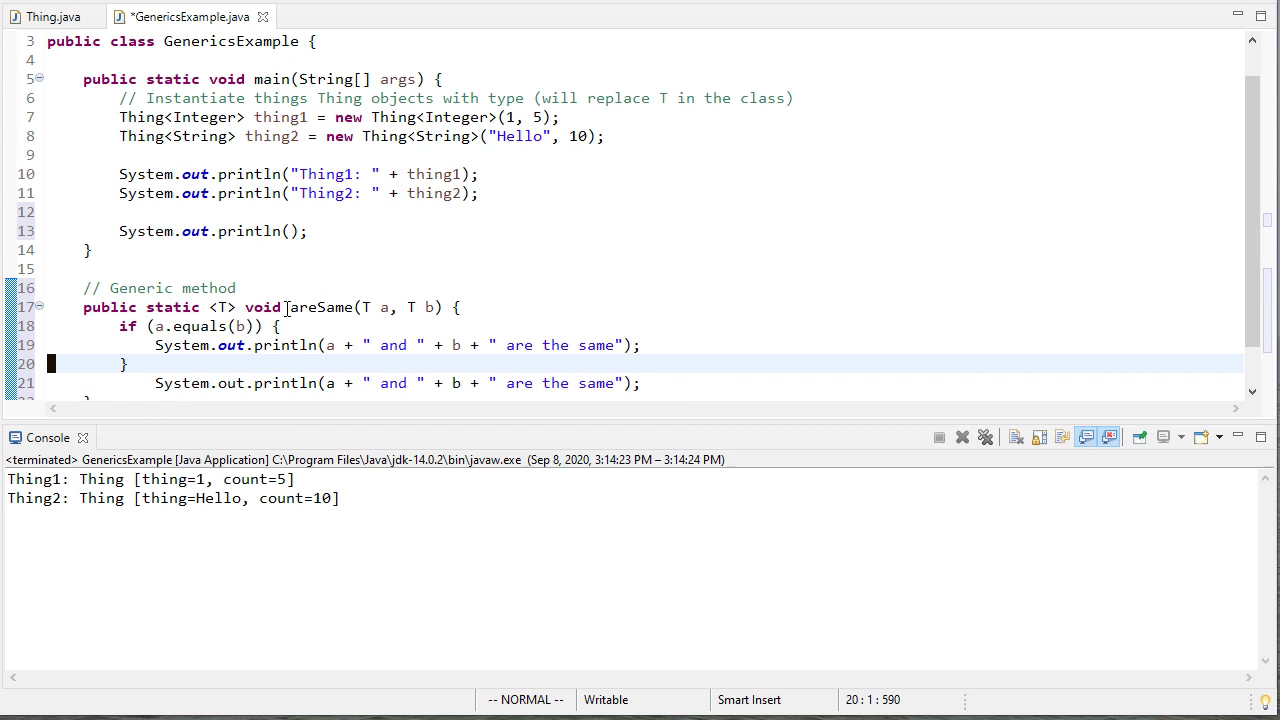 Thing.java *GenericsExample.java
3 public class GenericsExample {
4
5 public static void main(String[] args) {
6 // Instantiate things Thing objects with type (will replace T in the class)
7 Thing<Integer> thing1 = new Thing<Integer>(1, 5);
8 Thing<String> thing2 = new Thing<String>("Hello", 10);
9
10 System.out.println("Thing1: " + thing1);
11 System.out.println("Thing2: " + thing2);
12
13 System.out.println();
14 }
15
16 // Generic method
17 public static <T> void areSame(T a, T b) {
18 if (a.equals(b)) {
19 System.out.println(a + " and " + b + " are the same");
20 }
21 System.out.println(a + " and " + b + " are the same");
Console
<terminated> GenericsExample [Java Application] C:\Program Files\Java\jdk-14.0.2\bin\javaw.exe (Sep 8, 2020, 3:14:23 PM – 3:14:24 PM)
Thing1: Thing [thing=1, count=5]
Thing2: Thing [thing=Hello, count=10]
-- NORMAL -- Writable Smart Insert 20 : 1 : 590